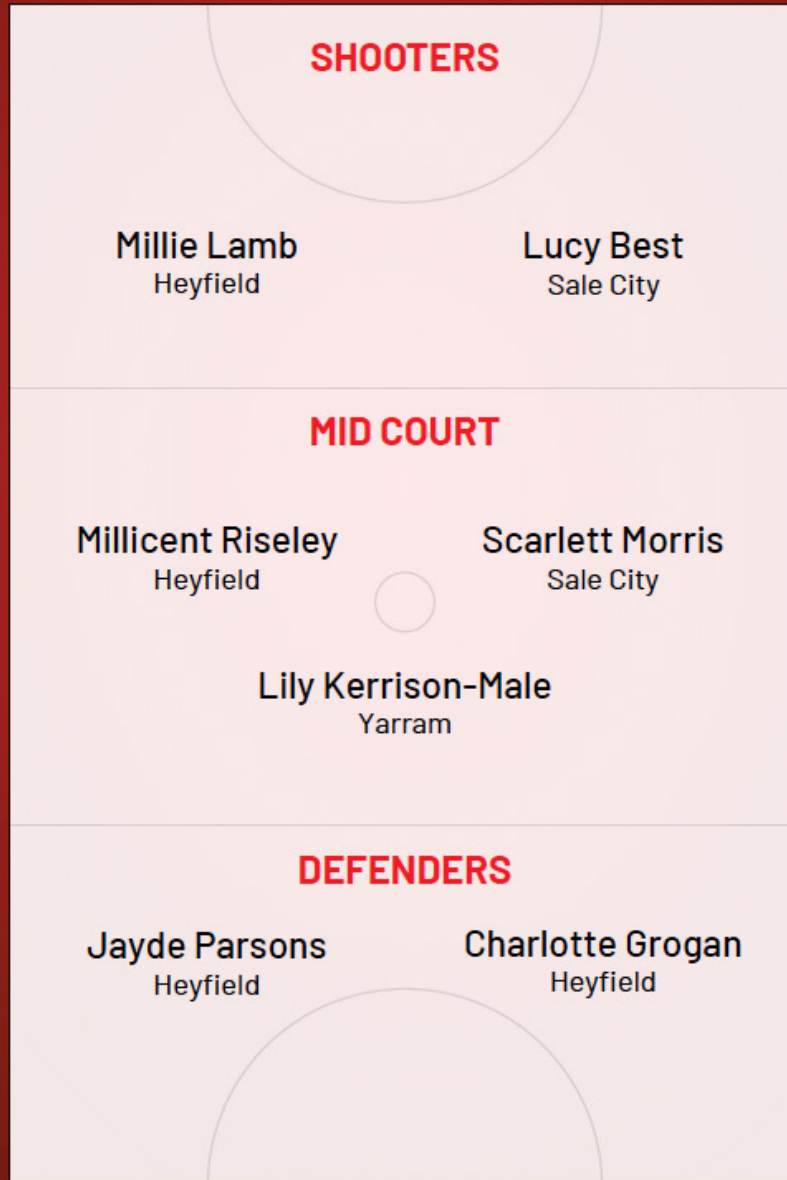 SHOOTERS
Millie Lamb
Lucy Best
Heyfield
Sale City
MID COURT
Millicent Riseley
Scarlett Morris
Heyfield
Sale City
Lily Kerrison-Male
Yarram
DEFENDERS
Jayde Parsons
Charlotte Grogan
Heyfield
Heyfield